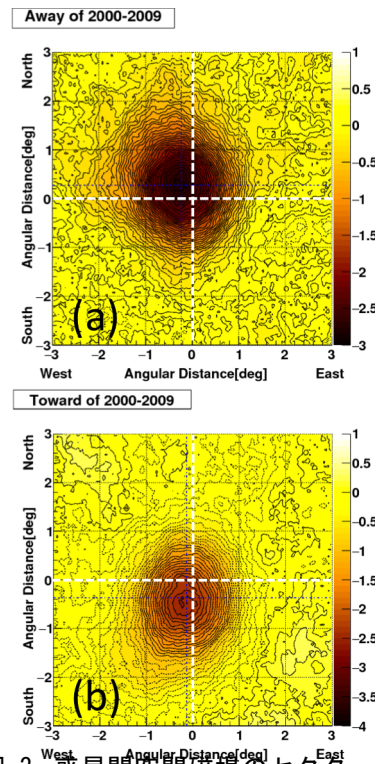 Away of 2000-2009
North
3
2
1
0
−1
−2
−3
South
Angular Distance[deg]
(a)
1
0.5
0
−0.5
−1
−1.5
−2
−2.5
−3
−3 −2 −1 0 1 2 3
West Angular Distance[deg] East
Toward of 2000-2009
North
3
2
1
0
−1
−2
−3
South
Angular Distance[deg]
(b)
1
0.5
0
−0.5
−1
−1.5
−2
−2.5
−3
−3.5
−4
−3 −2 −1 0 1 2 3
West Angular Distance[deg] East